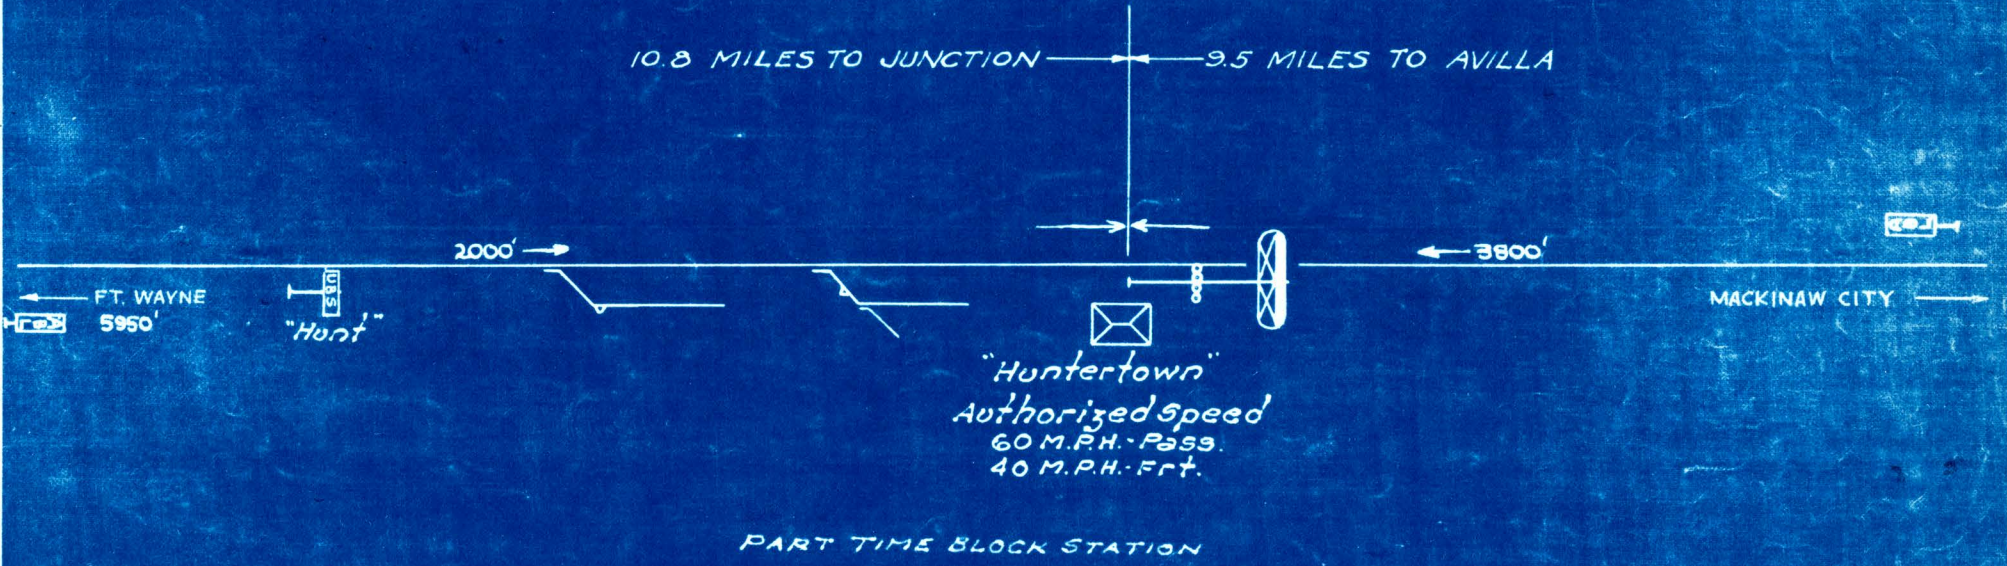 10.8 MILES TO JUNCTION
9.5 MILES TO AVILLA
2000'
3800'
FT. WAYNE
5950'
UBS
"Hunt"
MACKINAW CITY
"Huntertown"
Authorized Speed
60 M.P.H.-Pass.
40 M.P.H.-Frt.
PART TIME BLOCK STATION